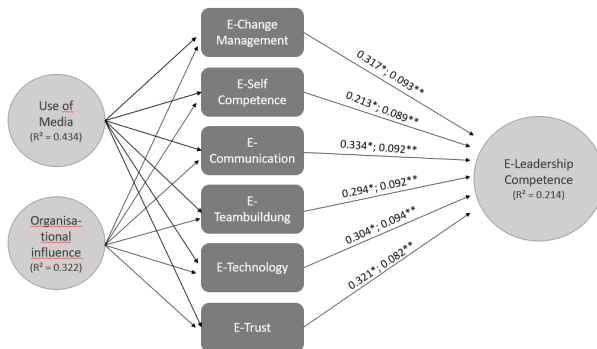 E-Change
Management
E-Self
Competence
E-
Communication
E-
Teambuildung
E-Technology
E-Trust
Use of
Media
(R² = 0.434)
Organisa-
tional
influence
(R² = 0.322)
0.317*; 0.093**
0.213*; 0.089**
0.334*; 0.092**
0.294*; 0.092**
0.304*; 0.094**
0.321*; 0.082**
E-Leadership
Competence
(R² = 0.214)